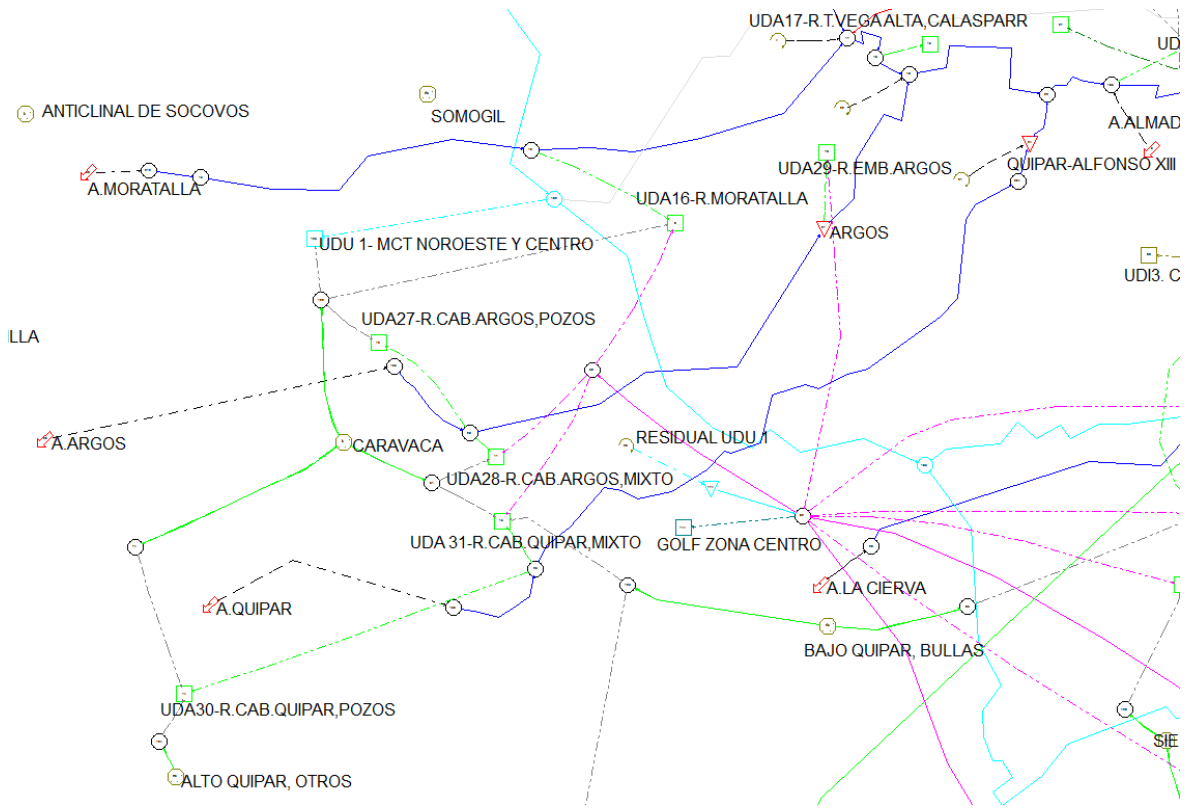 UDA17-R.T.VEGA ALTA,CALASPARR
UD
ANTICLINAL DE SOCOVOS
SOMOGIL
A.ALMAD
A.MORATALLA
UDA29-R.EMB.ARGOS
QUIPAR-ALFONSO XIII
UDA16-R.MORATALLA
ARGOS
UDU 1- MCT NOROESTE Y CENTRO
UDI3. C
UDA27-R.CAB.ARGOS,POZOS
ILLA
A.ARGOS
CARAVACA
RESIDUAL UDU 1
UDA28-R.CAB.ARGOS,MIXTO
UDA 31-R.CAB.QUIPAR,MIXTO
GOLF ZONA CENTRO
A.QUIPAR
A.LA CIERVA
BAJO QUIPAR, BULLAS
UDA30-R.CAB.QUIPAR,POZOS
SIE
ALTO QUIPAR, OTROS